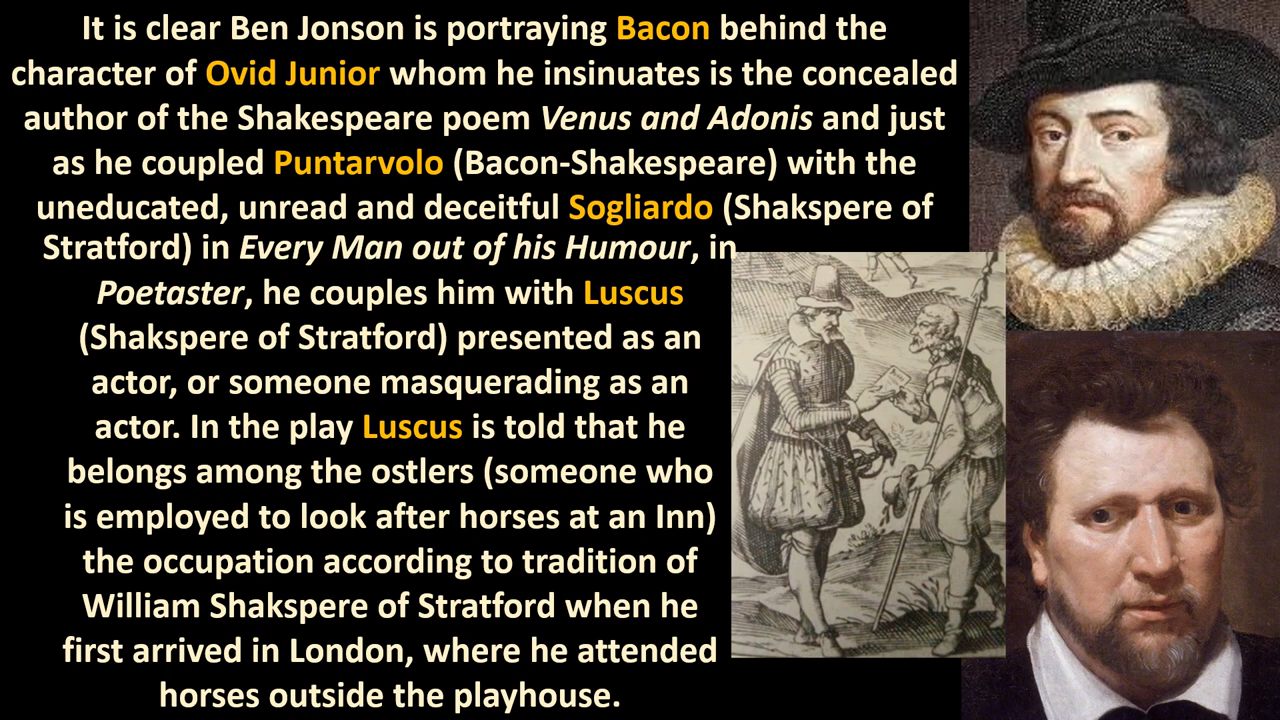 It is clear Ben Jonson is portraying Bacon behind the
character of Ovid Junior whom he insinuates is the concealed
author of the Shakespeare poem Venus and Adonis and just
as he coupled Puntarvolo (Bacon-Shakespeare) with the
uneducated, unread and deceitful Sogliardo (Shakspere of
Stratford) in Every Man out of his Humour, in
Poetaster, he couples him with Luscus
(Shakspere of Stratford) presented as an
actor, or someone masquerading as an
actor. In the play Luscus is told that he
belongs among the ostlers (someone who
is employed to look after horses at an Inn)
the occupation according to tradition of
William Shakspere of Stratford when he
first arrived in London, where he attended
horses outside the playhouse.